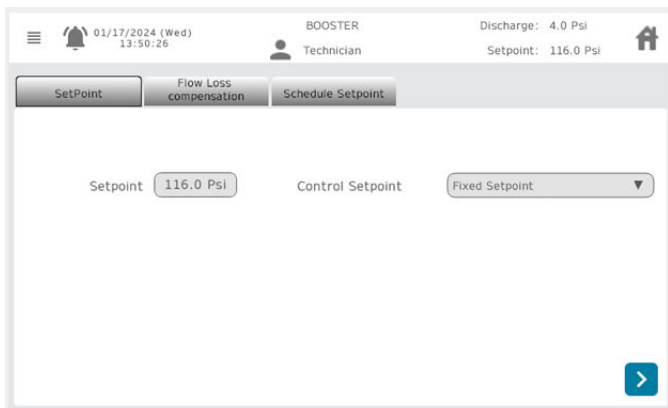 01/17/2024 (Wed)
13:50:26
BOOSTER
Technician
Discharge: 4.0 Psi
Setpoint: 116.0 Psi
SetPoint
Flow Loss
compensation
Schedule Setpoint
Setpoint 116.0 Psi Control Setpoint Fixed Setpoint